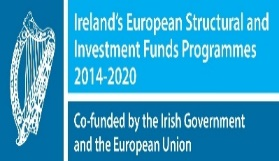 Ireland's European Structural and
Investment Funds Programmes
2014-2020
Co-funded by the Irish Government
and the European Union